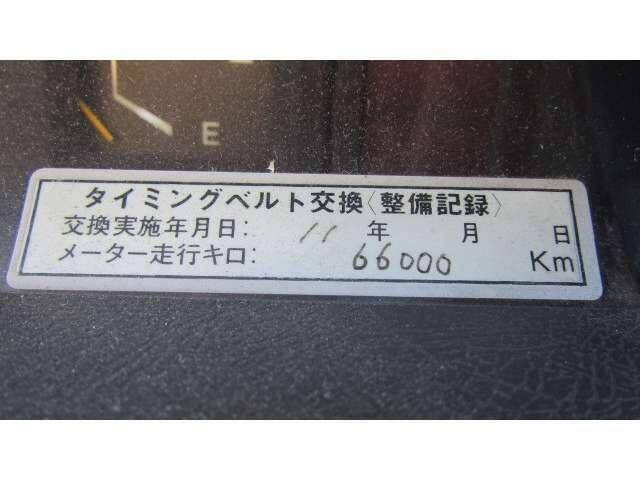 E
タイミングベルト交換〈整備記録〉
交換実施年月日: 11 年 月 日
メーター走行キロ: 66000 Km